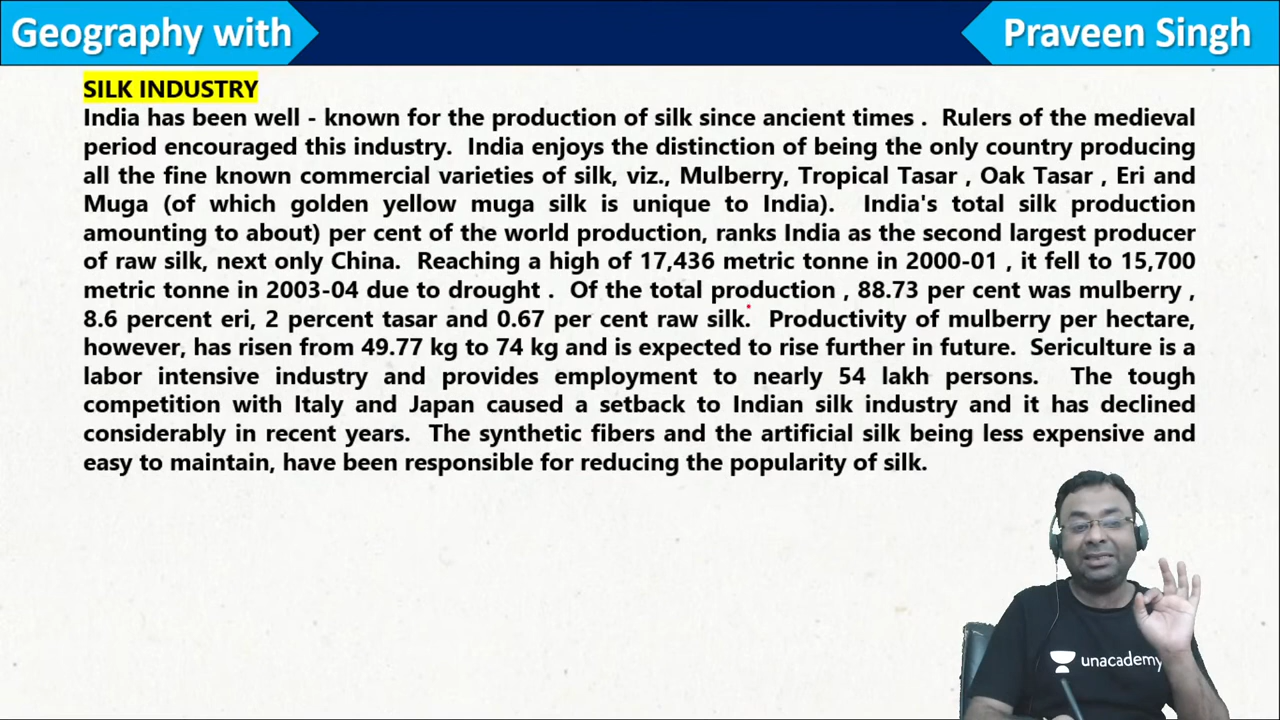 Geography with
Praveen Singh
SILK INDUSTRY
India has been well - known for the production of silk since ancient times . Rulers of the medieval
period encouraged this industry. India enjoys the distinction of being the only country producing
all the fine known commercial varieties of silk, viz., Mulberry, Tropical Tasar , Oak Tasar , Eri and
Muga (of which golden yellow muga silk is unique to India). India's total silk production
amounting to about) per cent of the world production, ranks India as the second largest producer
of raw silk, next only China. Reaching a high of 17,436 metric tonne in 2000-01 , it fell to 15,700
metric tonne in 2003-04 due to drought . Of the total production , 88.73 per cent was mulberry ,
8.6 percent eri, 2 percent tasar and 0.67 per cent raw silk. Productivity of mulberry per hectare,
however, has risen from 49.77 kg to 74 kg and is expected to rise further in future. Sericulture is a
labor intensive industry and provides employment to nearly 54 lakh persons. The tough
competition with Italy and Japan caused a setback to Indian silk industry and it has declined
considerably in recent years. The synthetic fibers and the artificial silk being less expensive and
easy to maintain, have been responsible for reducing the popularity of silk.
unacademy